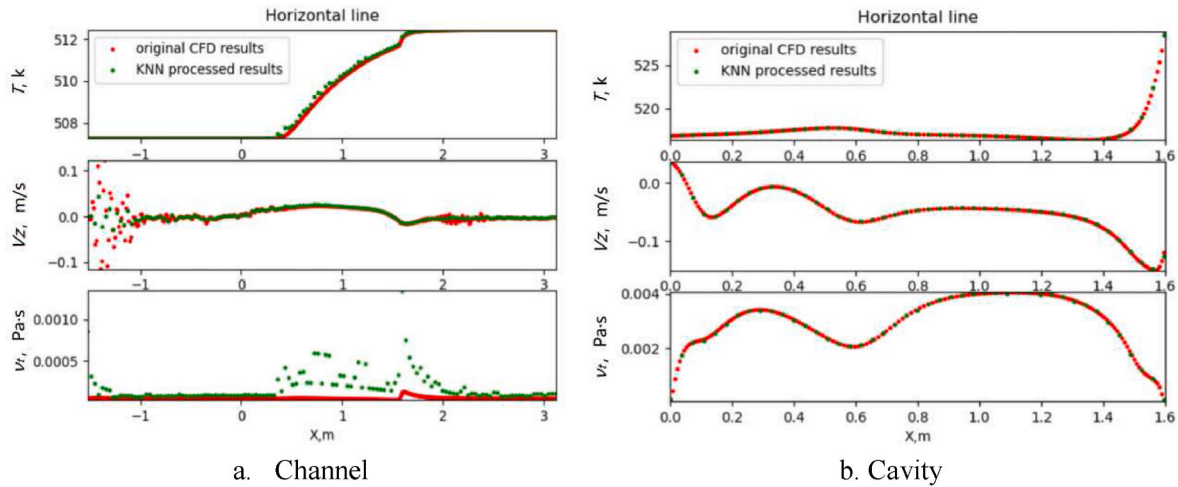 Horizontal line
original CFD results
KNN processed results
T, k
512
510
508
−1 0 1 2 3
Vz, m/s
0.1
0.0
−0.1
−1 0 1 2 3
νt, Pa·s
0.0010
0.0005
−1 0 1 2 3
X,m
a. Channel
Horizontal line
original CFD results
KNN processed results
T, k
525
520
0.0 0.2 0.4 0.6 0.8 1.0 1.2 1.4 1.6
Vz, m/s
0.0
−0.1
0.0 0.2 0.4 0.6 0.8 1.0 1.2 1.4 1.6
νt, Pa·s
0.004
0.002
0.0 0.2 0.4 0.6 0.8 1.0 1.2 1.4 1.6
X,m
b. Cavity